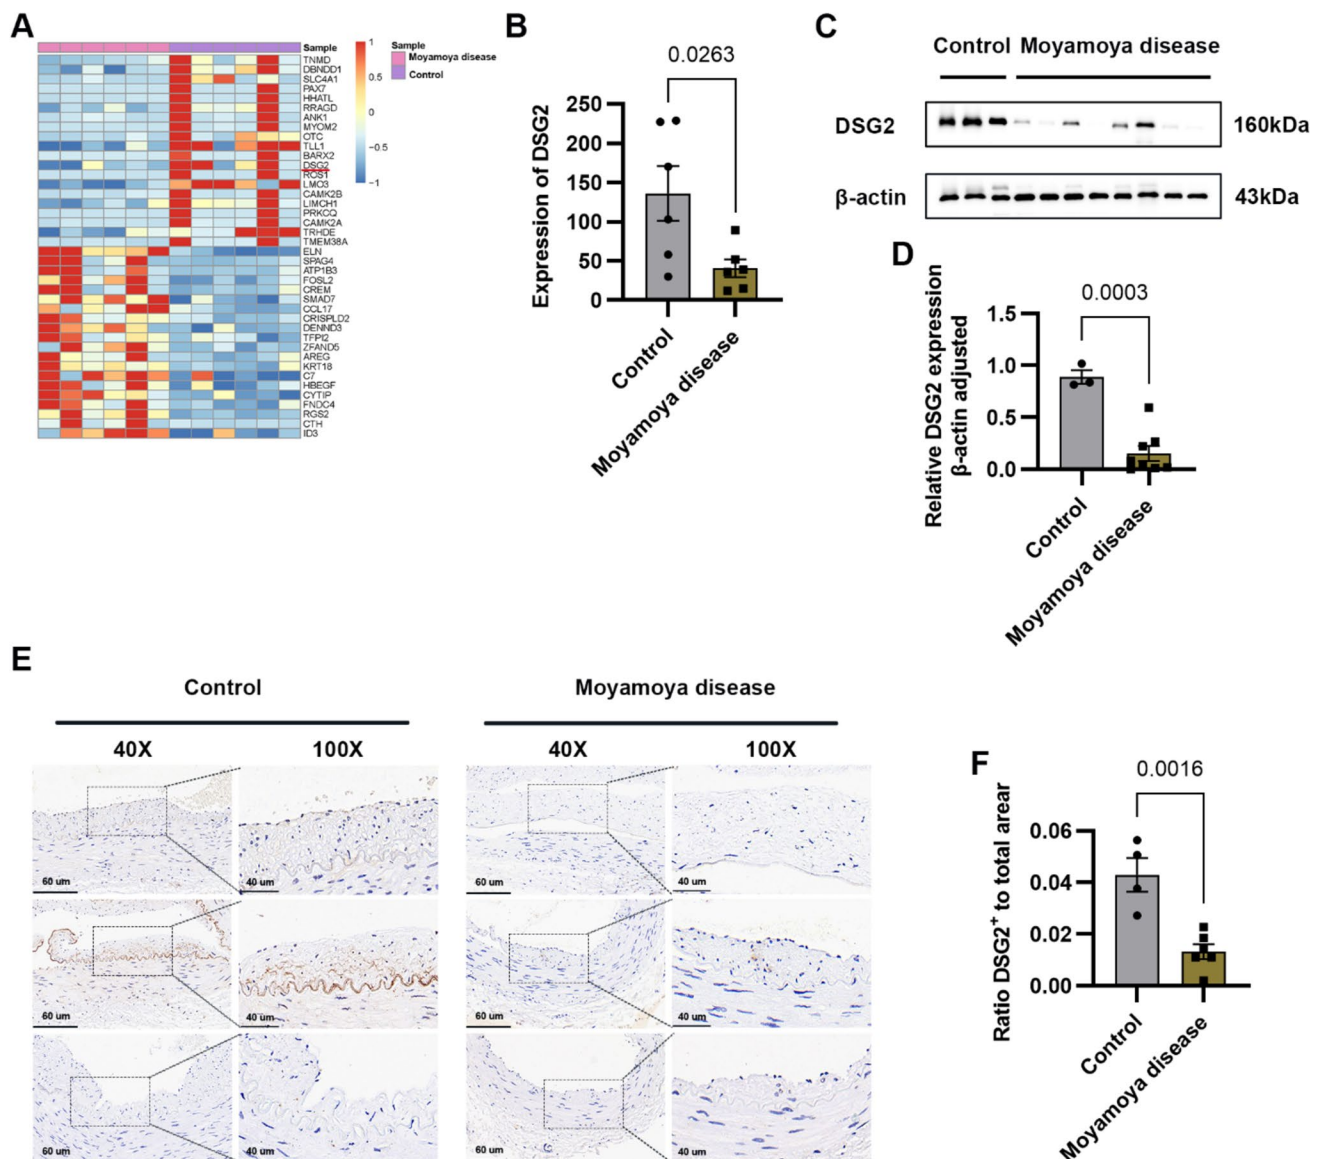 A
Sample
TNMD
DBNDD1
SLC4A1
PAX7
HHATL
RRAGD
ANK1
MYOM2
OTC
TLL1
BARX2
DSG2
ROS1
LMO3
CAMK2B
LIMCH1
PRKCQ
CAMK2A
TRHDE
TMEM38A
ELN
SPAG4
ATP1B3
FOSL2
CREM
SMAD7
CCL17
CRISPLD2
DENND3
TFPI2
ZFAND5
AREG
KRT18
C7
HBEGF
CYTIP
FNDC4
RGS2
CTH
ID3
1
0.5
0
−0.5
−1
Sample
Moyamoya disease
Control
B
0.0263
Expression of DSG2
250
200
150
100
50
0
Control
Moyamoya disease
C
Control Moyamoya disease
DSG2 160kDa
β-actin 43kDa
D
0.0003
Relative DSG2 expression
β-actin adjusted
1.5
1.0
0.5
0.0
Control
Moyamoya disease
E
Control
40X 100X
60 um 40 um
60 um 40 um
60 um 40 um
Moyamoya disease
40X 100X
60 um 40 um
60 um 40 um
60 um 40 um
F
0.0016
Ratio DSG2+ to total arear
0.06
0.04
0.02
0.00
Control
Moyamoya disease